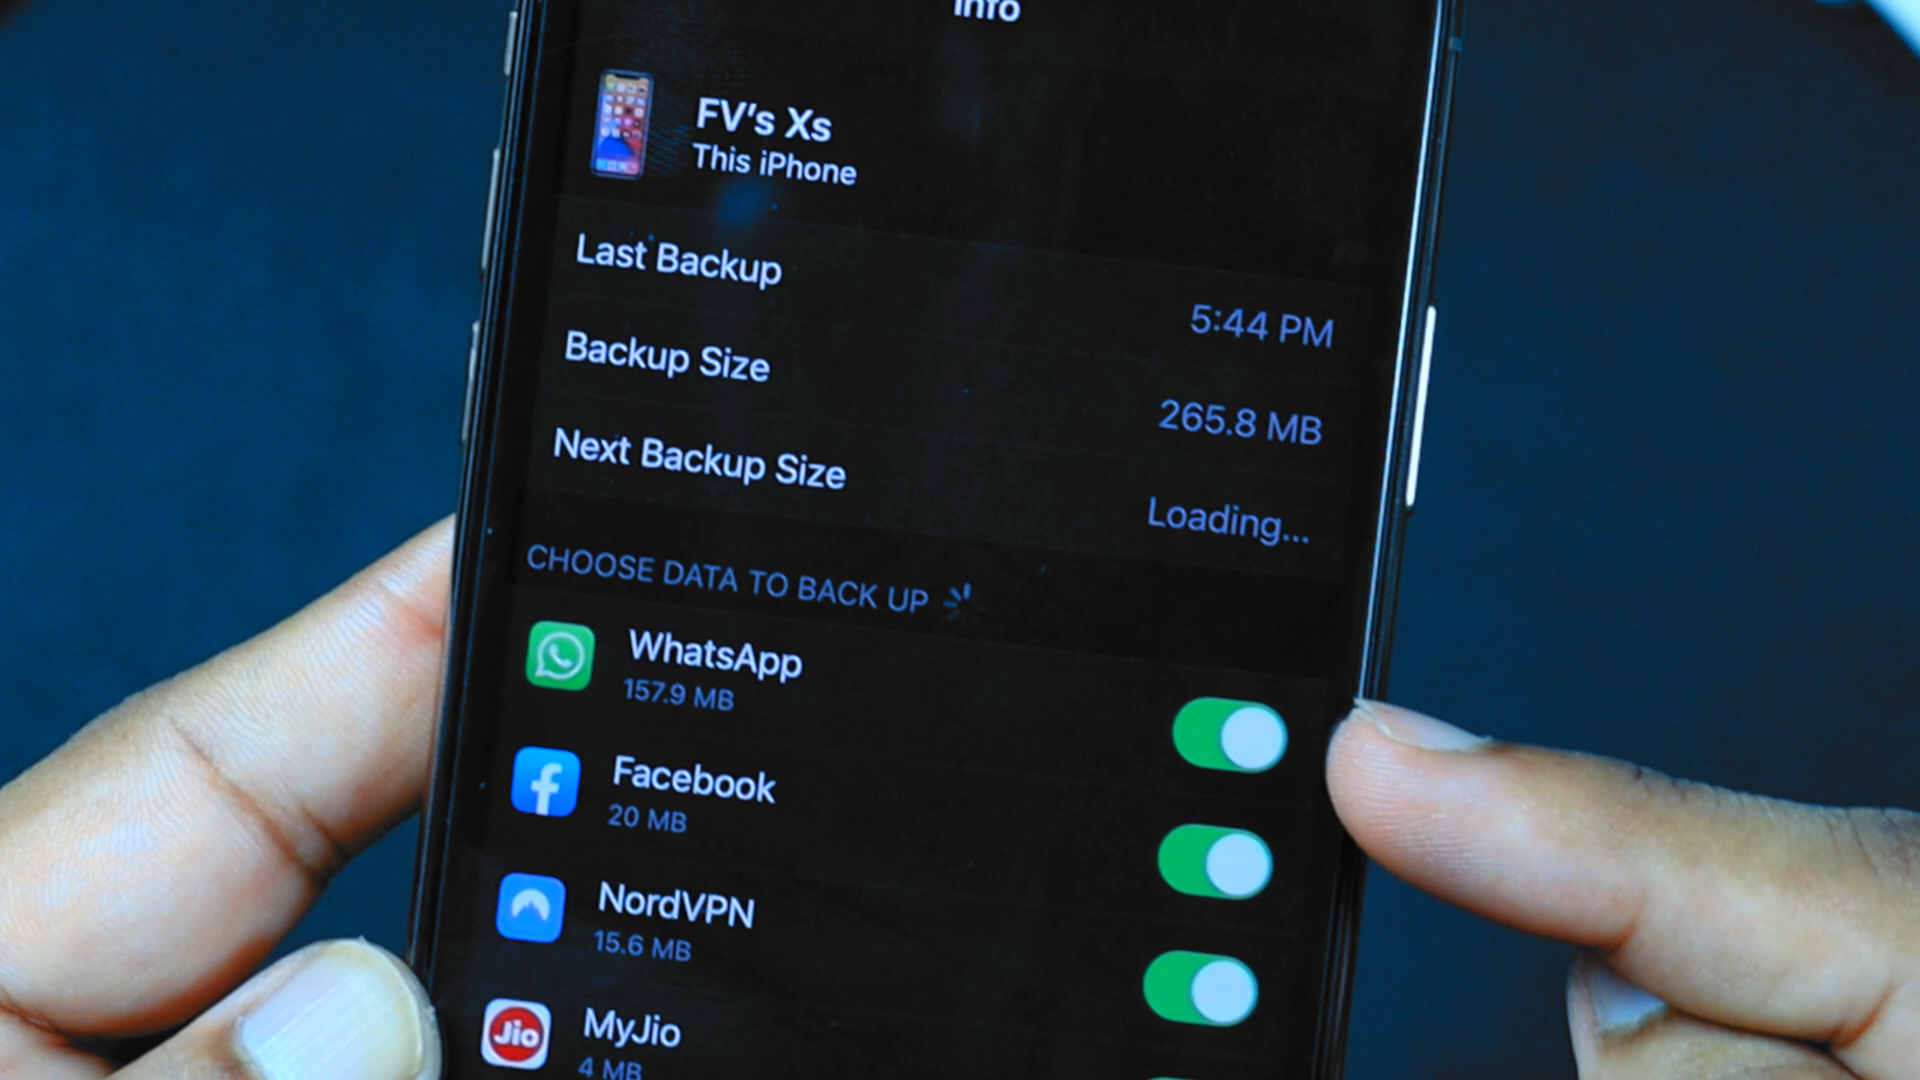 Info
FV's Xs
This iPhone
Last Backup
5:44 PM
Backup Size
265.8 MB
Next Backup Size
Loading...
CHOOSE DATA TO BACK UP
WhatsApp
157.9 MB
Facebook
20 MB
NordVPN
15.6 MB
Jio
MyJio
4 MB